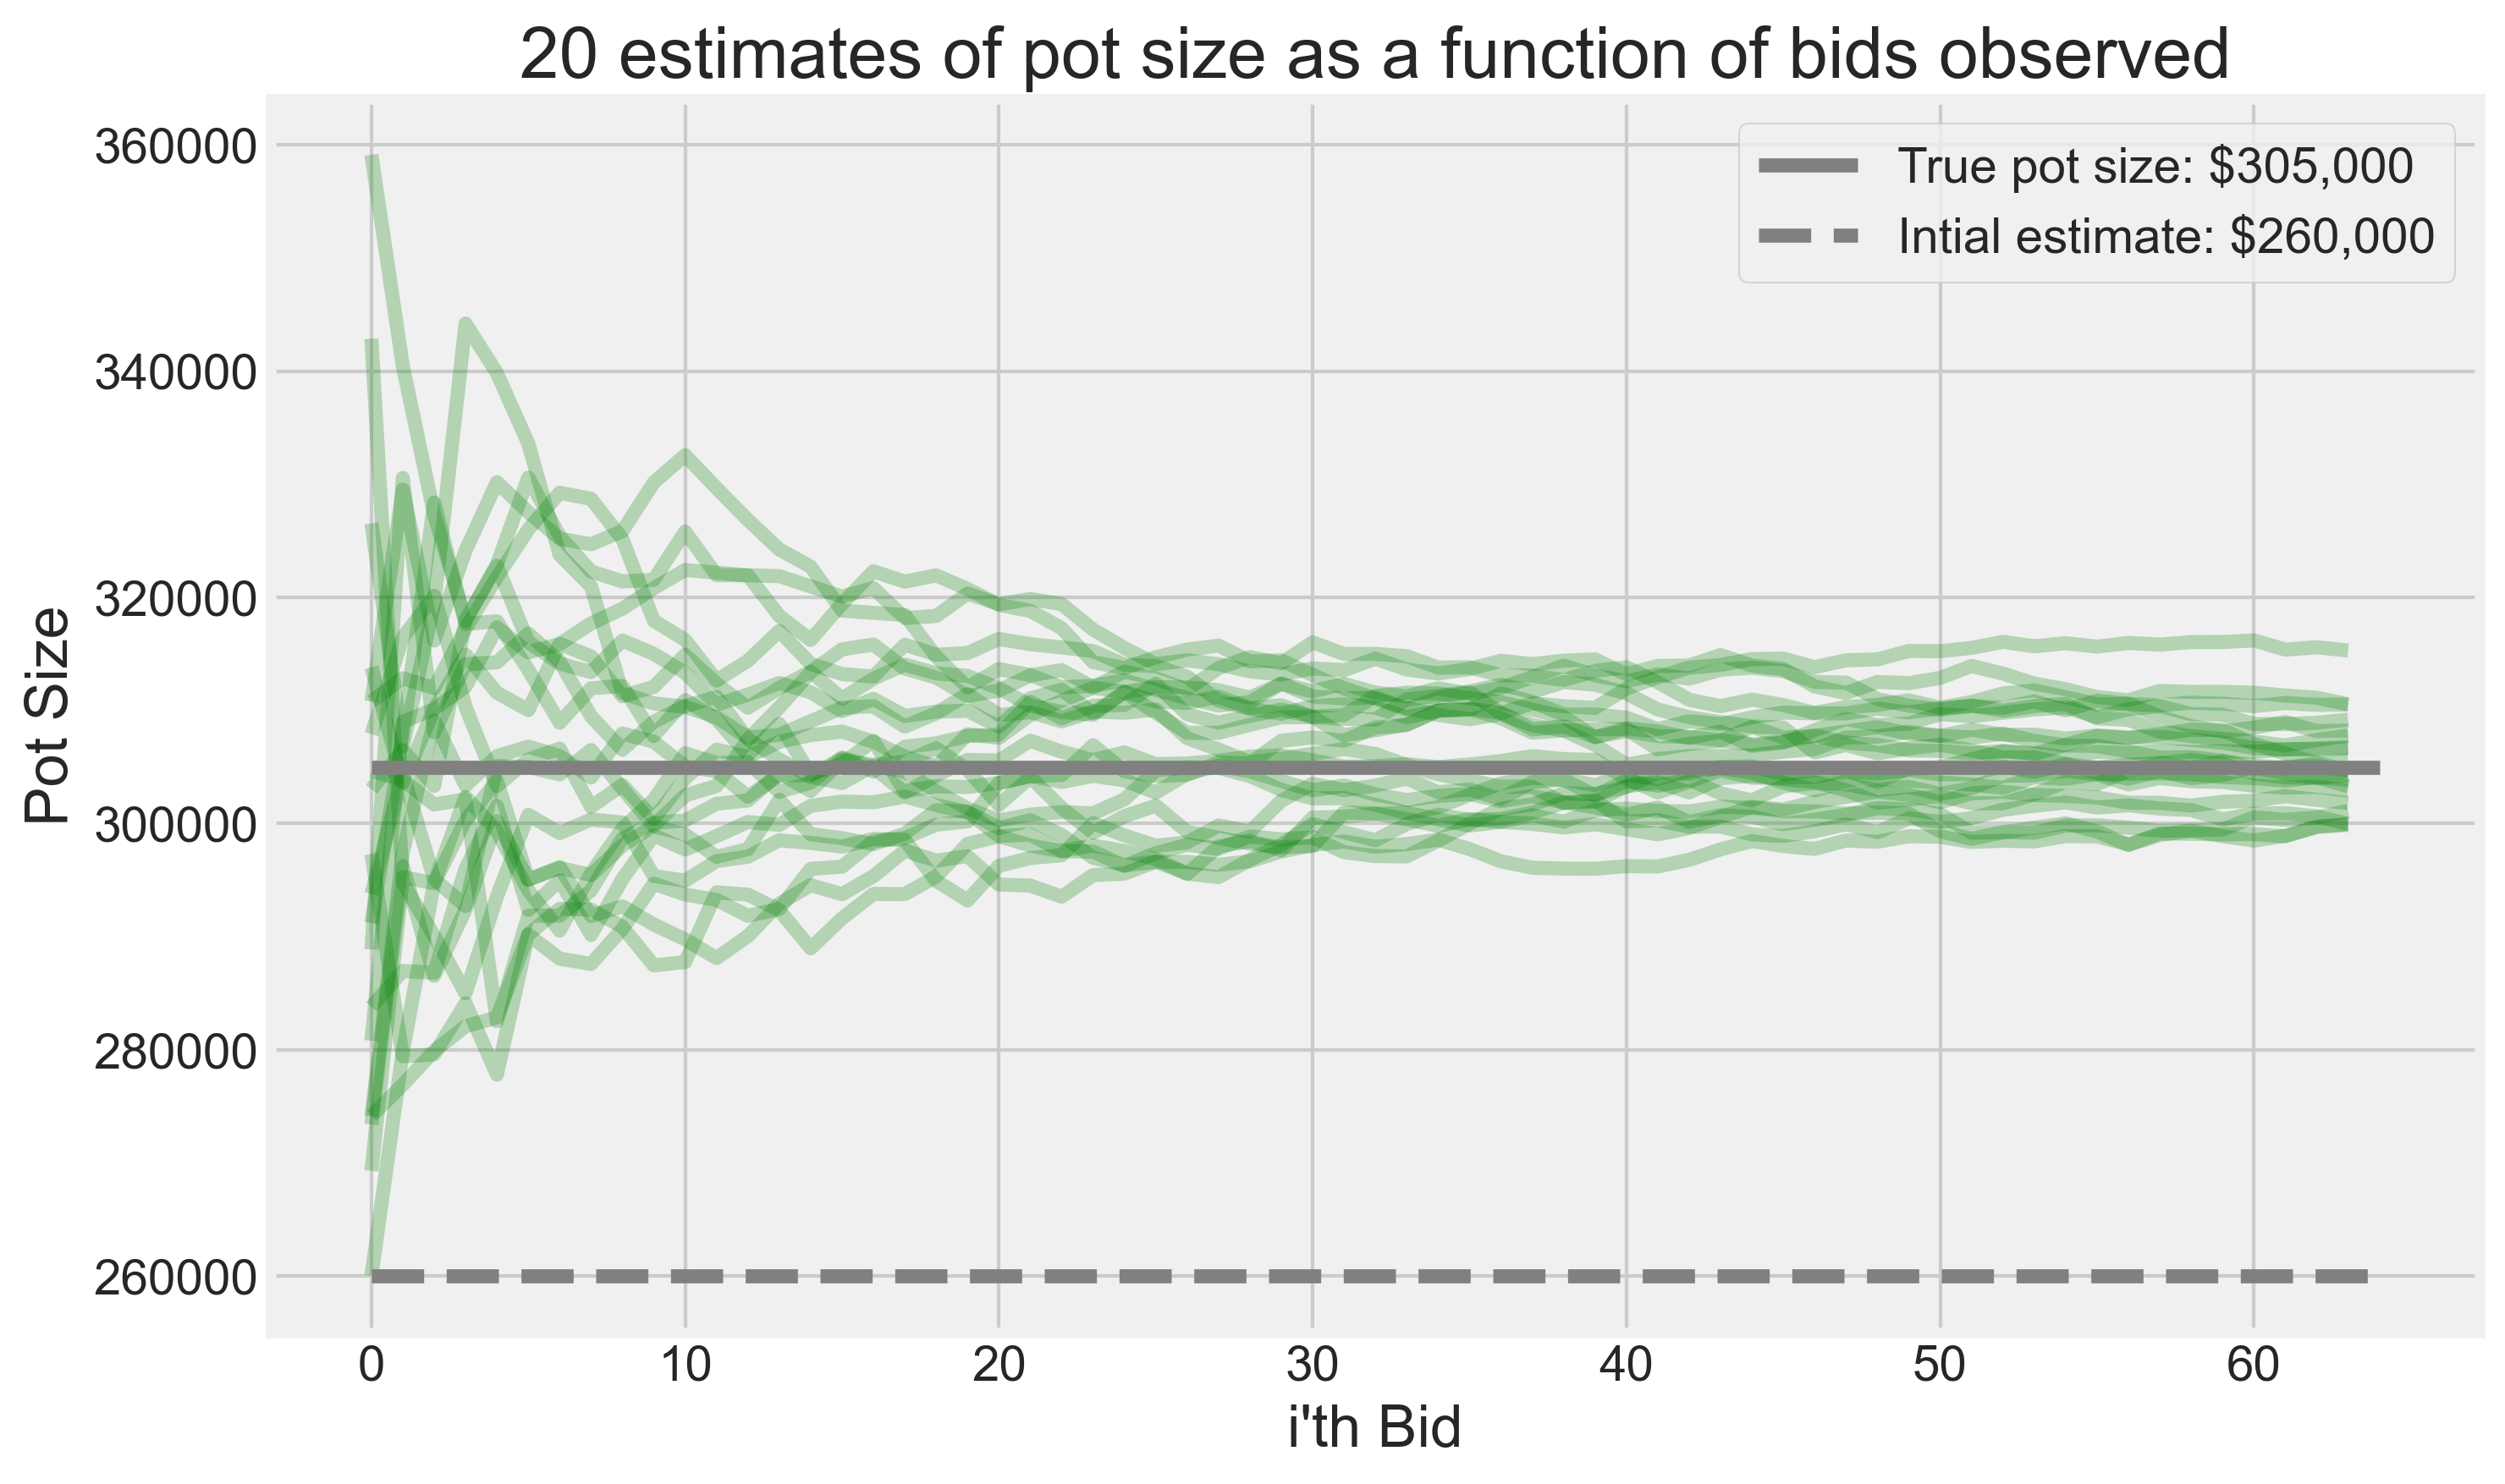 20 estimates of pot size as a function of bids observed
360000
340000
320000
300000
280000
260000
Pot Size
True pot size: $305,000
Intial estimate: $260,000
0 10 20 30 40 50 60
i'th Bid